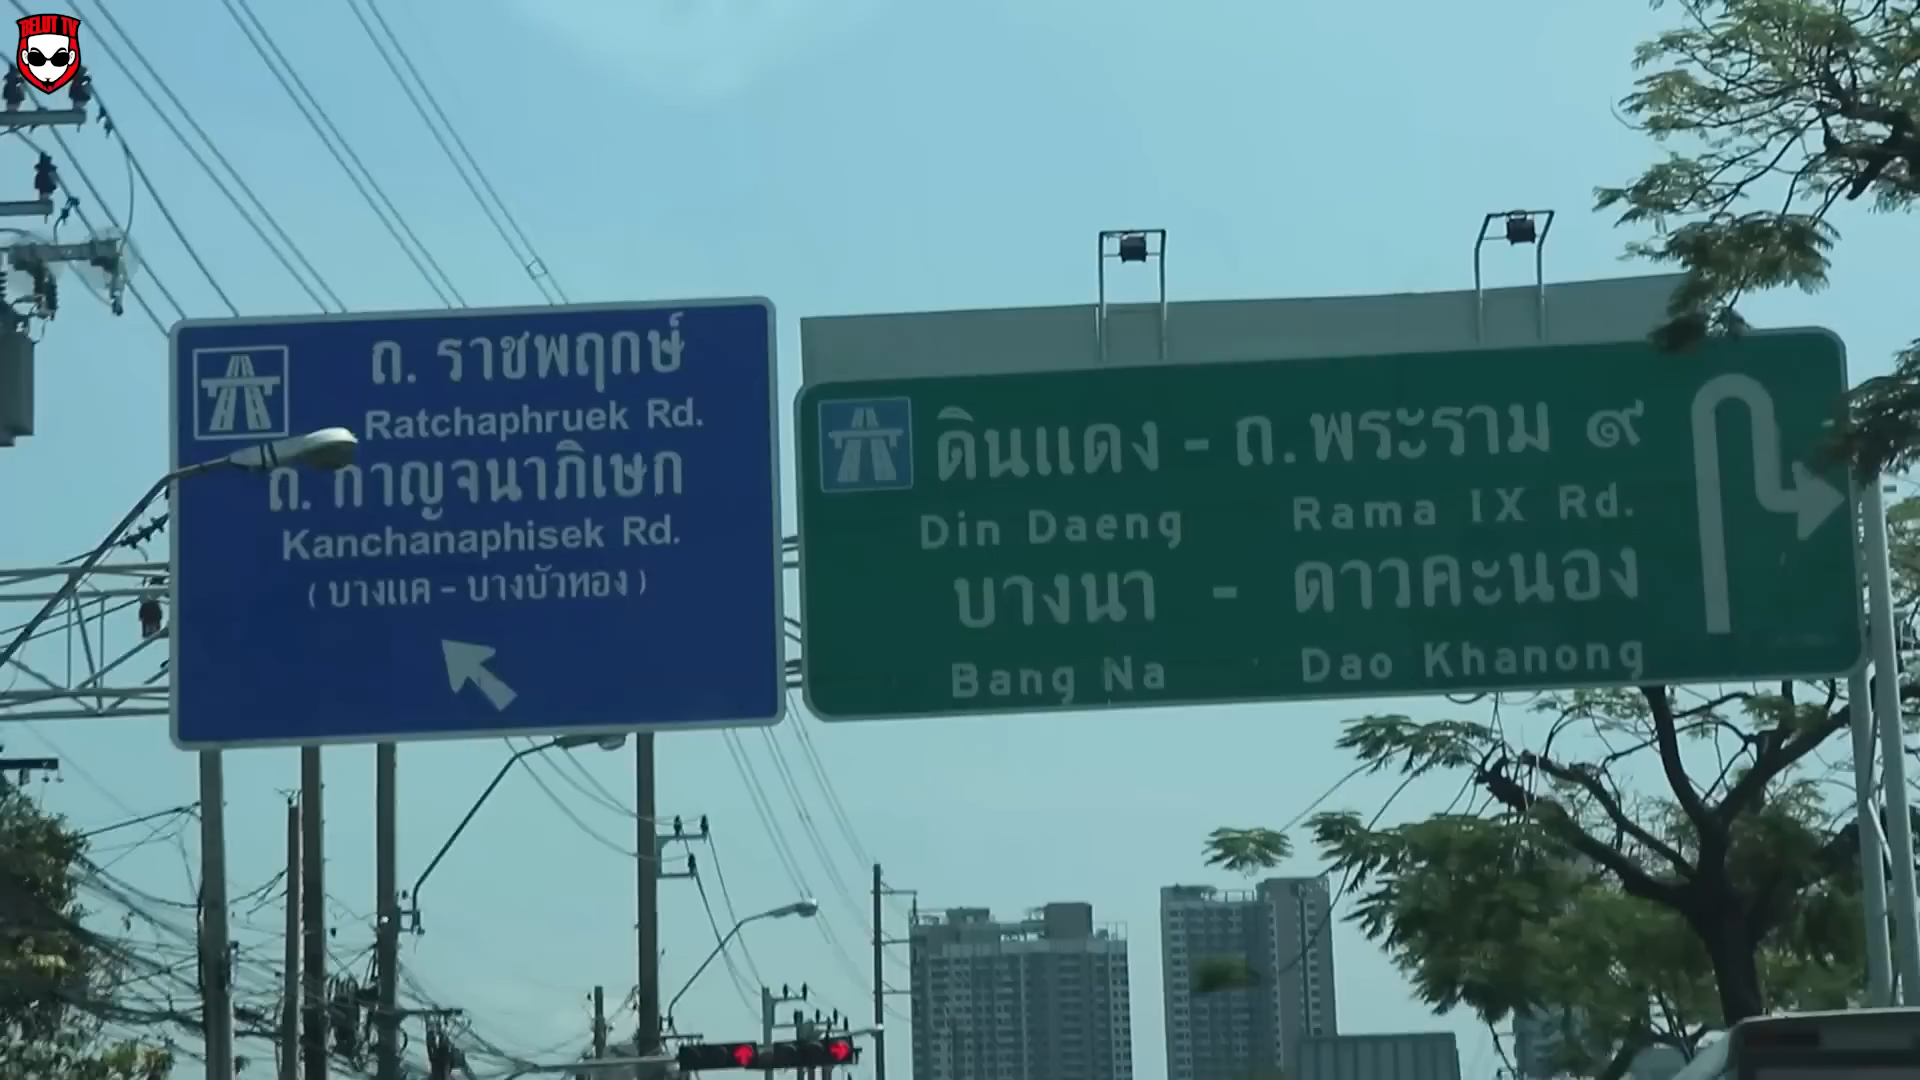 DELUT TV
ถ. ราชพฤกษ์
Ratchaphruek Rd.
ถ. กาญจนาภิเษก
Kanchanaphisek Rd.
( บางแค - บางบัวทอง )
ดินแดง - ถ. พระราม ๙
Din Daeng Rama IX Rd.
บางนา - ดาวคะนอง
Bang Na Dao Khanong